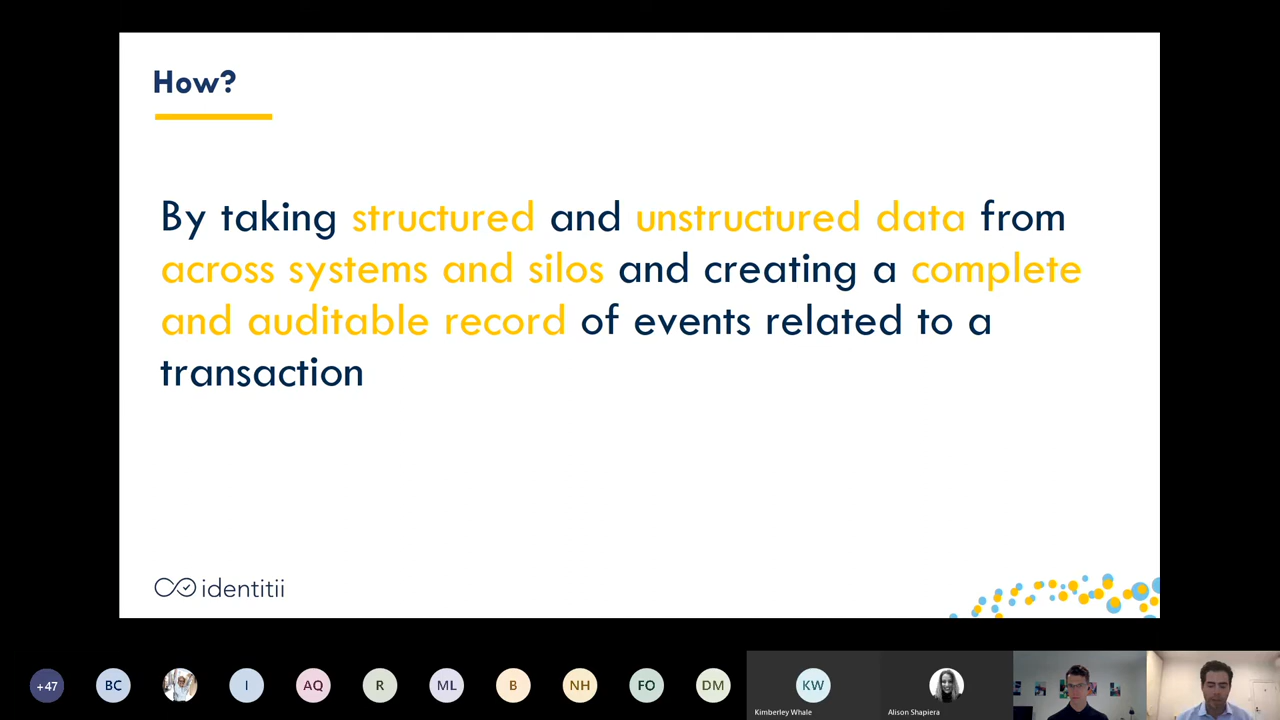 How?
By taking structured and unstructured data from
across systems and silos and creating a complete
and auditable record of events related to a
transaction
identitii
+47
BC
I
AQ
R
ML
B
NH
FO
DM
KW
Kimberley Whale
Alison Shapiera